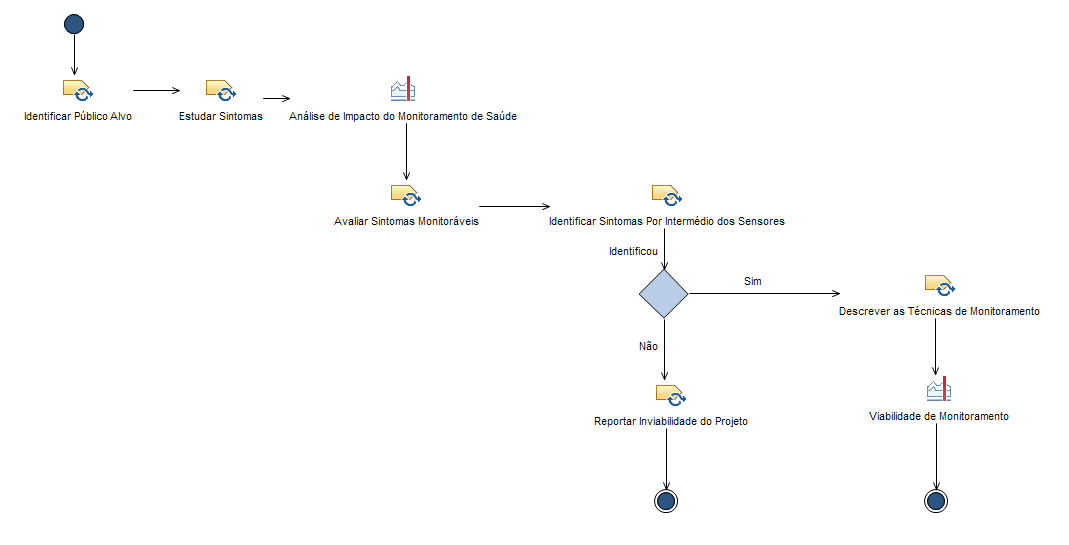 Identificar Público Alvo
Estudar Sintomas
Análise de Impacto do Monitoramento de Saúde
Avaliar Sintomas Monitoráveis
Identificar Sintomas Por Intermédio dos Sensores
Identificou
Sim
Descrever as Técnicas de Monitoramento
Não
Reportar Inviabilidade do Projeto
Viabilidade de Monitoramento